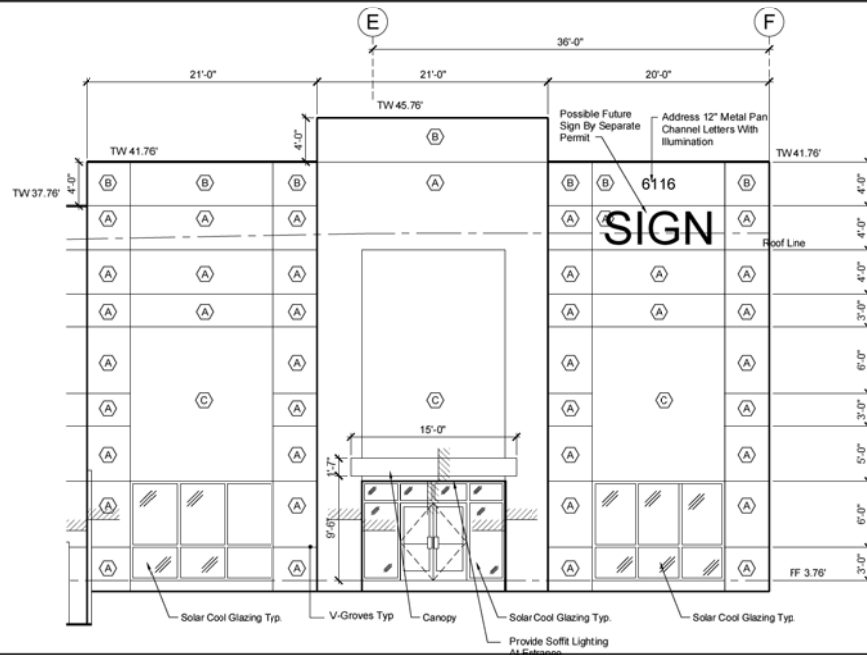 E
F
36'-0"
21'-0"
21'-0"
20'-0"
TW 45.76'
Possible Future
Sign By Separate
Permit
Address 12" Metal Pan
Channel Letters With
Illumination
4'-0"
B
TW 41.76'
TW 41.76'
TW 37.76'
4'-0"
B
B
B
A
B
B
6116
B
4'-0"
A
A
A
A
A
SIGN
A
4'-0"
Roof Line
A
A
A
A
A
A
4'-0"
A
A
A
A
A
A
3'-0"
A
A
A
A
6'-0"
A
C
A
C
A
C
A
3'-0"
15'-0"
A
A
A
A
5'-0"
1'-7"
A
A
A
A
6'-0"
9'-6"
A
A
A
A
3'-0"
FF 3.76'
Solar Cool Glazing Typ.
V-Groves Typ
Canopy
Solar Cool Glazing Typ.
Solar Cool Glazing Typ.
Provide Soffit Lighting
At Entrance